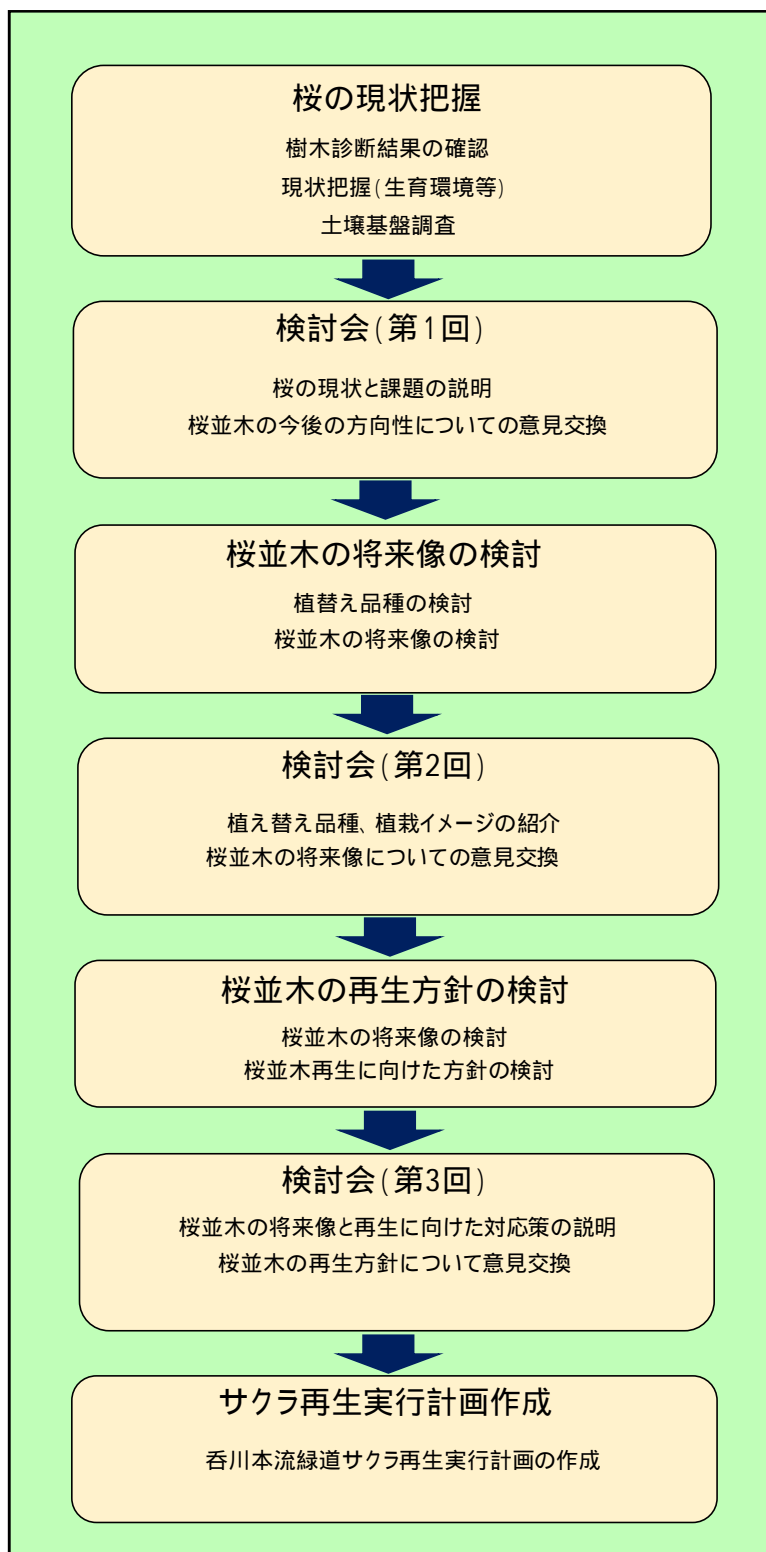 桜の現状把握
樹木診断結果の確認
現状把握(生育環境等)
土壌基盤調査
検討会(第1回)
桜の現状と課題の説明
桜並木の今後の方向性についての意見交換
桜並木の将来像の検討
植替え品種の検討
桜並木の将来像の検討
検討会(第2回)
植え替え品種、植栽イメージの紹介
桜並木の将来像についての意見交換
桜並木の再生方針の検討
桜並木の将来像の検討
桜並木再生に向けた方針の検討
検討会(第3回)
桜並木の将来像と再生に向けた対応策の説明
桜並木の再生方針について意見交換
サクラ再生実行計画作成
呑川本流緑道サクラ再生実行計画の作成